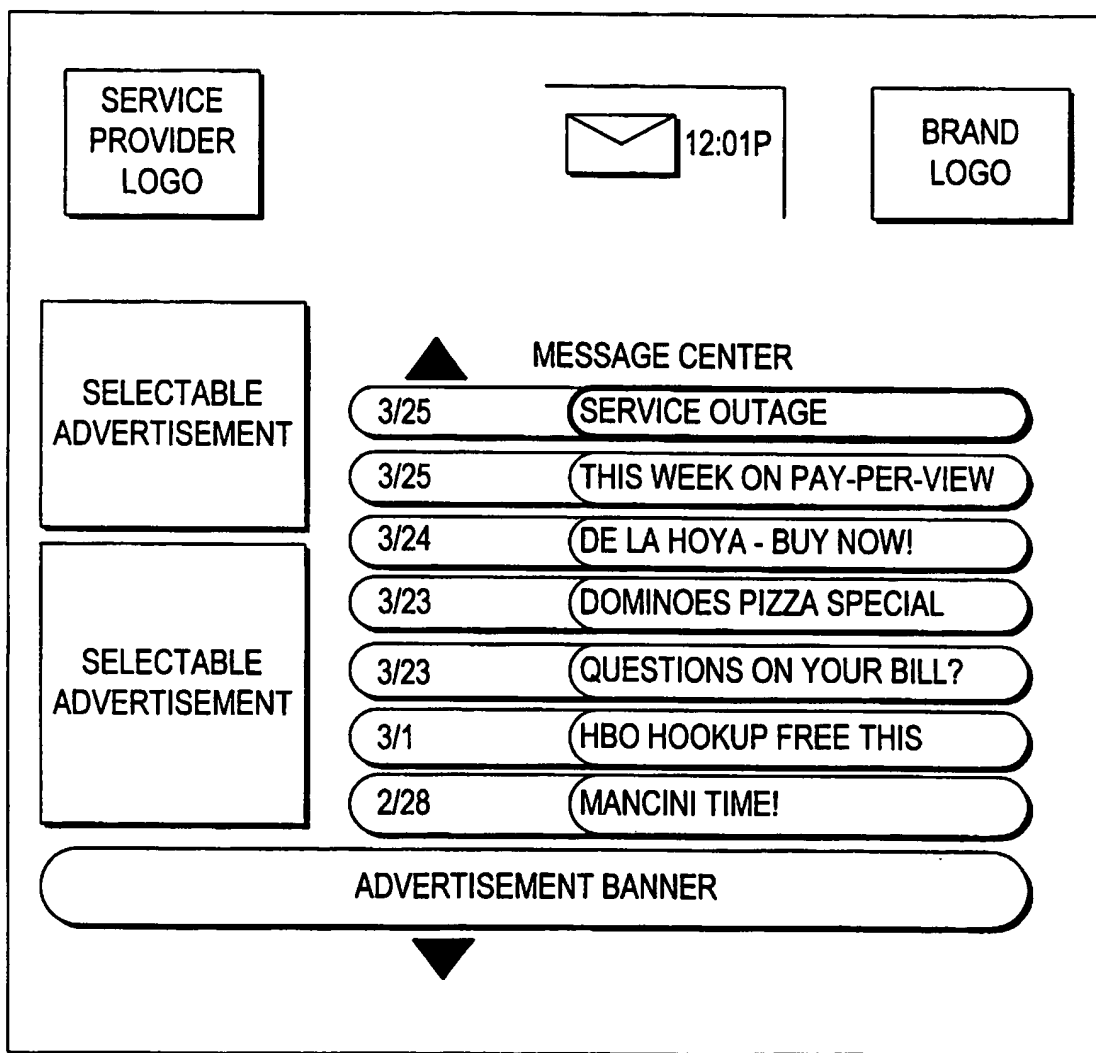 SERVICE
PROVIDER
LOGO
12:01P
BRAND
LOGO
SELECTABLE
ADVERTISEMENT
SELECTABLE
ADVERTISEMENT
MESSAGE CENTER
3/25 SERVICE OUTAGE
3/25 THIS WEEK ON PAY-PER-VIEW
3/24 DE LA HOYA - BUY NOW!
3/23 DOMINOES PIZZA SPECIAL
3/23 QUESTIONS ON YOUR BILL?
3/1 HBO HOOKUP FREE THIS
2/28 MANCINI TIME!
ADVERTISEMENT BANNER